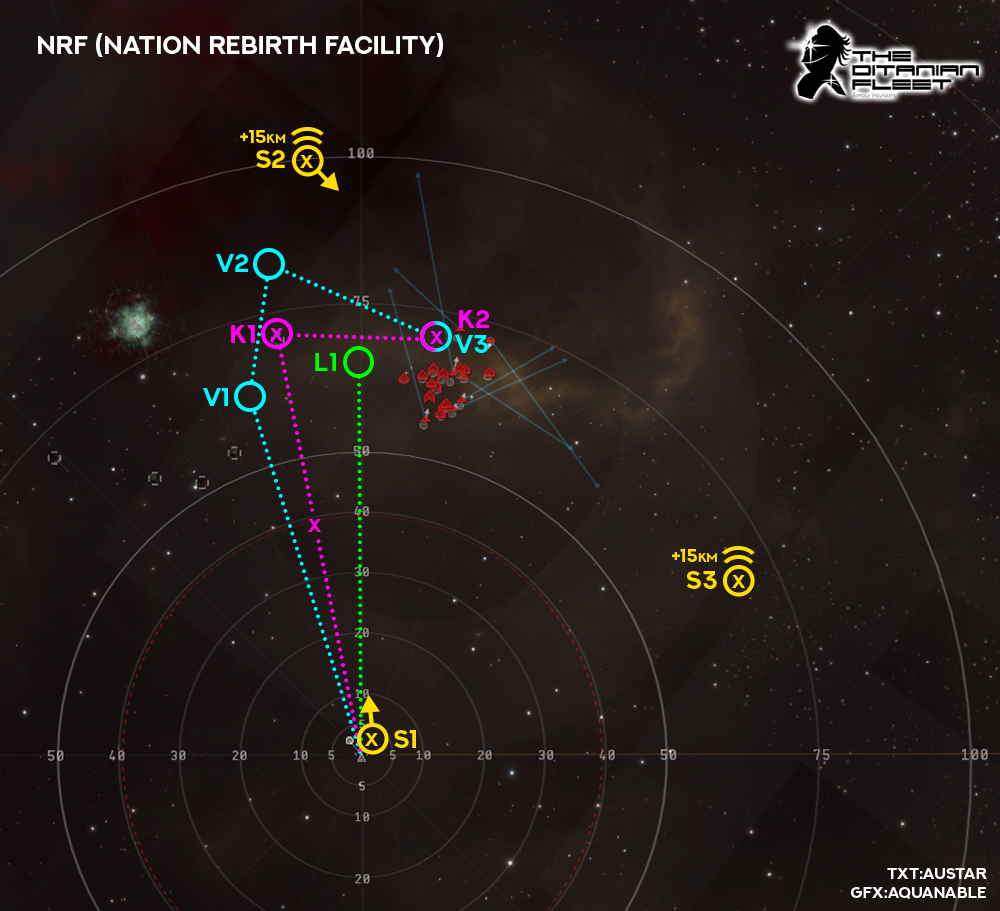 NRF (NATION REBIRTH FACILITY)
THE
DITANIAN
FLEET
+15KM
S2 X
100
V2
75
K1 X
K2
X V3
L1
V1
50
40
X
+15KM
S3 X
30
20
10
5
X S1
50 40 30 20 10 5 5 10 20 30 50 75 100
5
10
20
TXT:AUSTAR
GFX:AQUANABLE